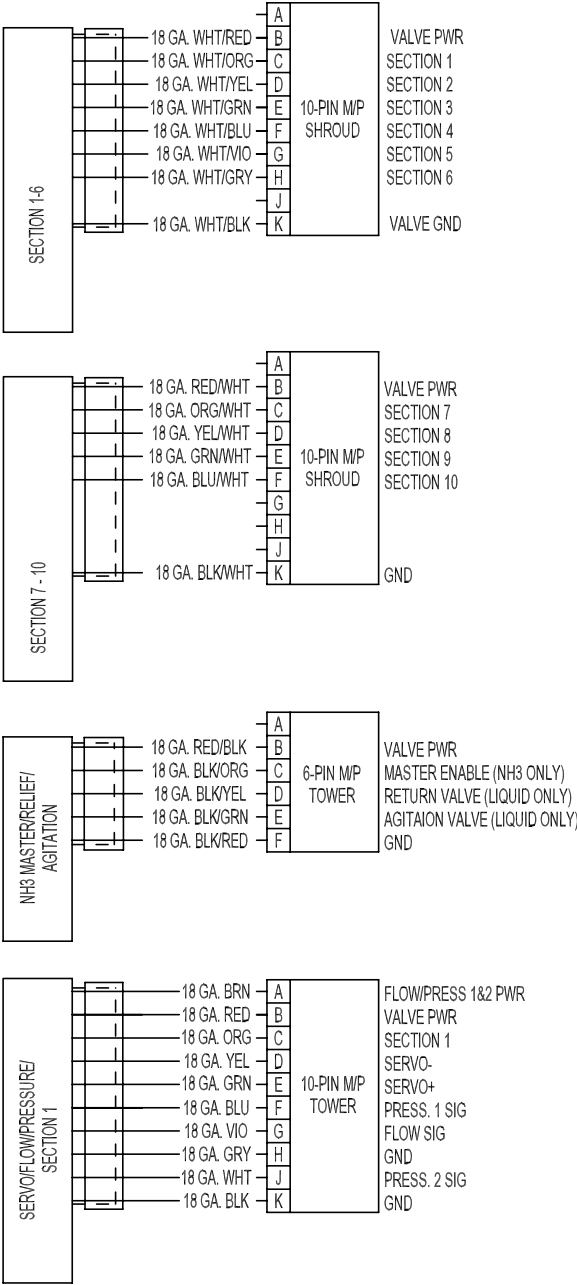 A
18 GA. WHT/RED B VALVE PWR
18 GA. WHT/ORG C SECTION 1
18 GA. WHT/YEL D SECTION 2
18 GA. WHT/GRN E 10-PIN M/P SECTION 3
18 GA. WHT/BLU F SHROUD SECTION 4
18 GA. WHT/VIO G SECTION 5
18 GA. WHT/GRY H SECTION 6
J
18 GA. WHT/BLK K VALVE GND
SECTION 1-6
A
18 GA. RED/WHT B VALVE PWR
18 GA. ORG/WHT C SECTION 7
18 GA. YEL/WHT D SECTION 8
18 GA. GRN/WHT E 10-PIN M/P SECTION 9
18 GA. BLU/WHT F SHROUD SECTION 10
G
H
J
18 GA. BLK/WHT K GND
SECTION 7 - 10
A
18 GA. RED/BLK B VALVE PWR
18 GA. BLK/ORG C 6-PIN M/P MASTER ENABLE (NH3 ONLY)
18 GA. BLK/YEL D TOWER RETURN VALVE (LIQUID ONLY)
18 GA. BLK/GRN E AGITAION VALVE (LIQUID ONLY)
18 GA. BLK/RED F GND
NH3 MASTER/RELIEF/
AGITATION
18 GA. BRN A FLOW/PRESS 1&2 PWR
18 GA. RED B VALVE PWR
18 GA. ORG C SECTION 1
18 GA. YEL D SERVO-
18 GA. GRN E 10-PIN M/P SERVO+
18 GA. BLU F TOWER PRESS. 1 SIG
18 GA. VIO G FLOW SIG
18 GA. GRY H GND
18 GA. WHT J PRESS. 2 SIG
18 GA. BLK K GND
SERVO/FLOW/PRESSURE/
SECTION 1